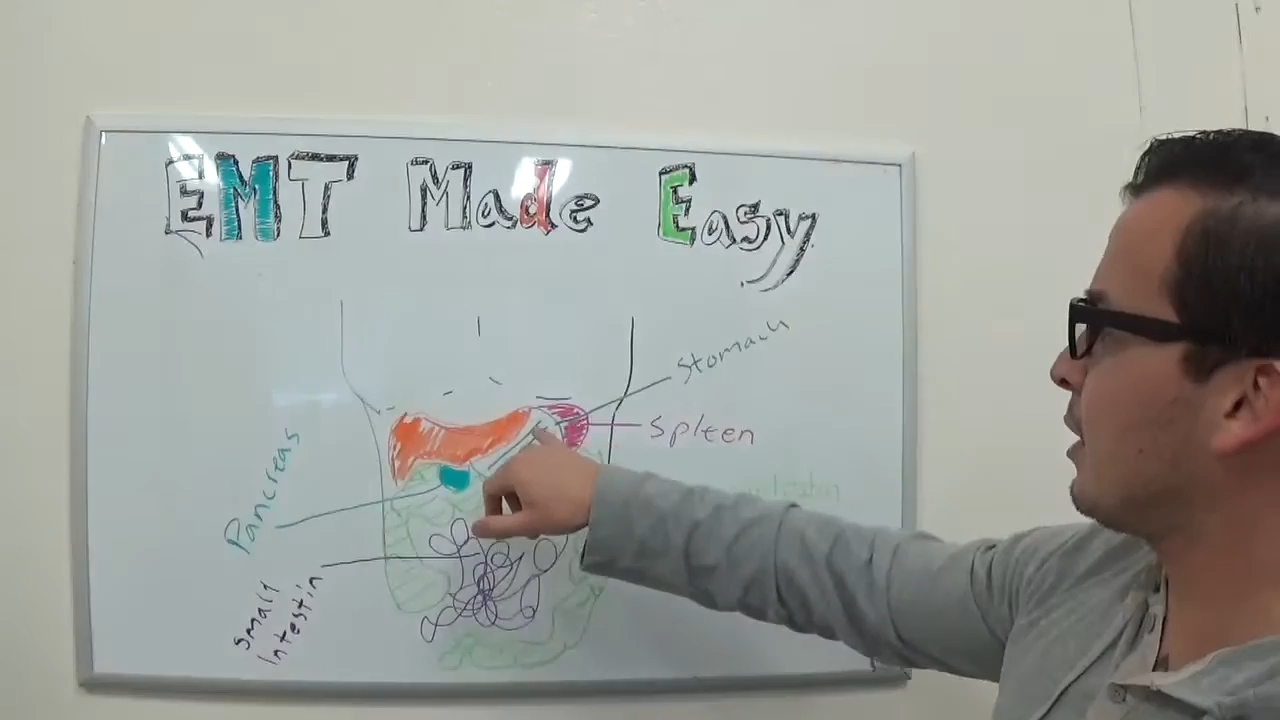 EMT Made Easy
Stomach
Spleen
Pancreas
Small
Intestin